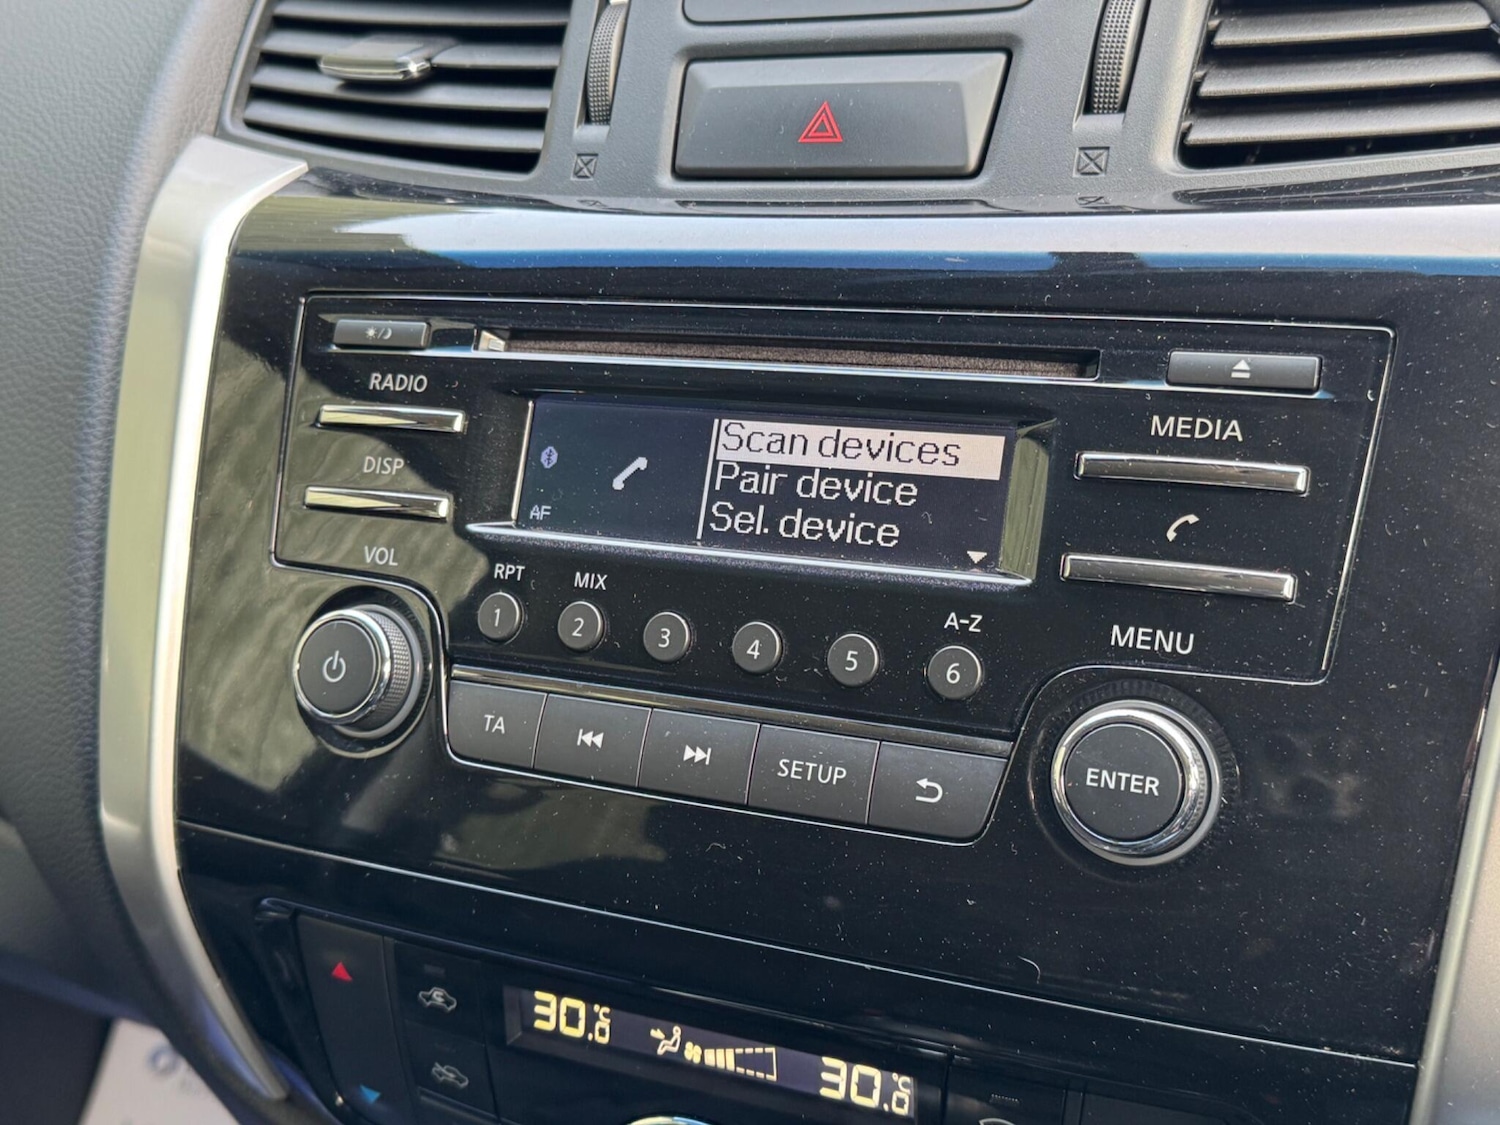 RADIO
MEDIA
DISP
Scan devices
Pair device
Sel. device
AF
VOL
RPT
MIX
A-Z
MENU
1
2
3
4
5
6
TA
SETUP
ENTER
30.0 °C
30.0 °C